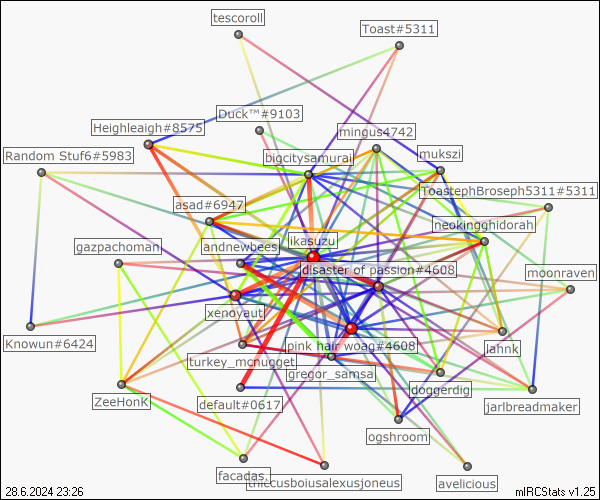 tescoroll
Toast#5311
Duck™#9103
Heighleaigh#8575
mingus4742
Random Stuf6#5983
bigcitysamurai
mukszi
ToastephBroseph5311#5311
asad#6947
neokingghidorah
gazpachoman
andnewbees
likasuzu
disaster of passion#4608
moonraven
xenoyaut
Knowun#6424
pink hair woag#4608
lahnk
turkey_mcnugget
gregor_samsa
doggerdig
ZeeHonK
default#0617
jarlbreadmaker
ogshroom
facadas.
thiccusboiusalexusjoneus
avelicious
28.6.2024 23:26
mIRCStats v1.25